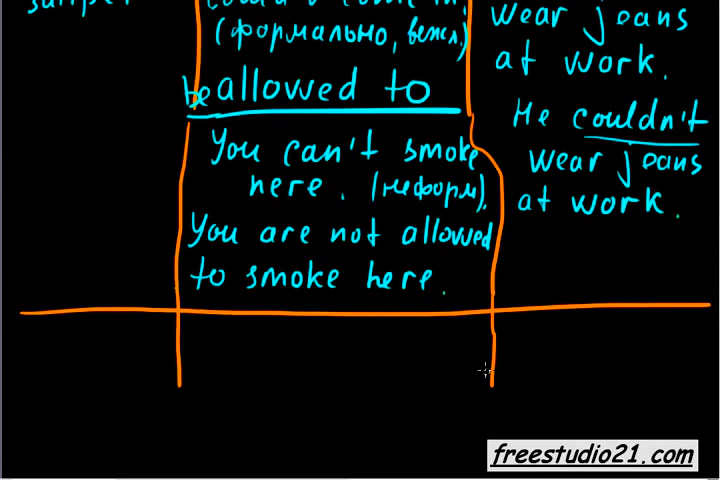 (формально, вежл.)
be allowed to
You can't smoke
here. (неформ).
You are not allowed
to smoke here.
wear jeans
at work.
He couldn't
wear jeans
at work.
freestudio21.com